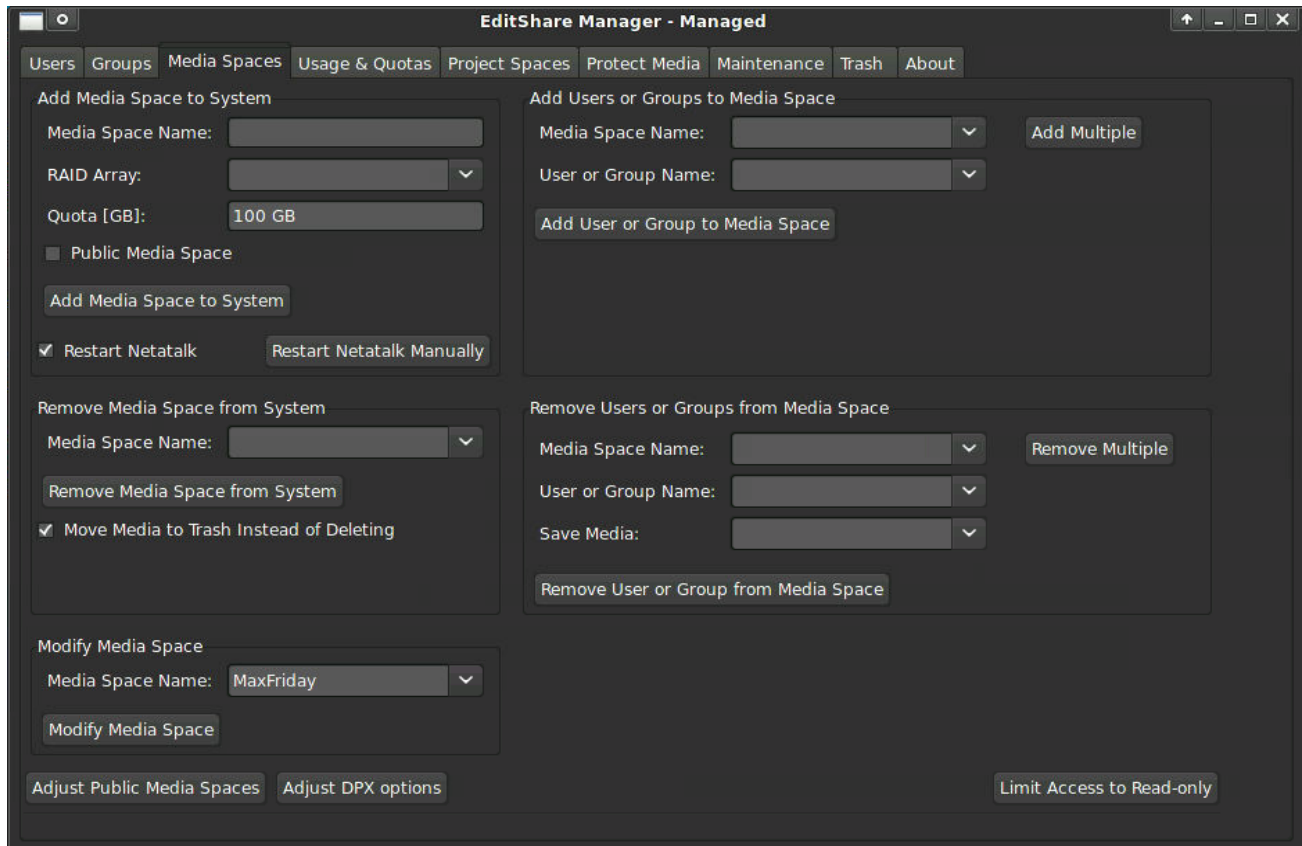 EditShare Manager - Managed
Users Groups Media Spaces Usage & Quotas Project Spaces Protect Media Maintenance Trash About
Add Media Space to System
Media Space Name:
RAID Array:
Quota [GB]: 100 GB
Public Media Space
Add Media Space to System
Restart Netatalk Restart Netatalk Manually
Add Users or Groups to Media Space
Media Space Name: Add Multiple
User or Group Name:
Add User or Group to Media Space
Remove Media Space from System
Media Space Name:
Remove Media Space from System
Move Media to Trash Instead of Deleting
Remove Users or Groups from Media Space
Media Space Name: Remove Multiple
User or Group Name:
Save Media:
Remove User or Group from Media Space
Modify Media Space
Media Space Name: MaxFriday
Modify Media Space
Adjust Public Media Spaces Adjust DPX options Limit Access to Read-only